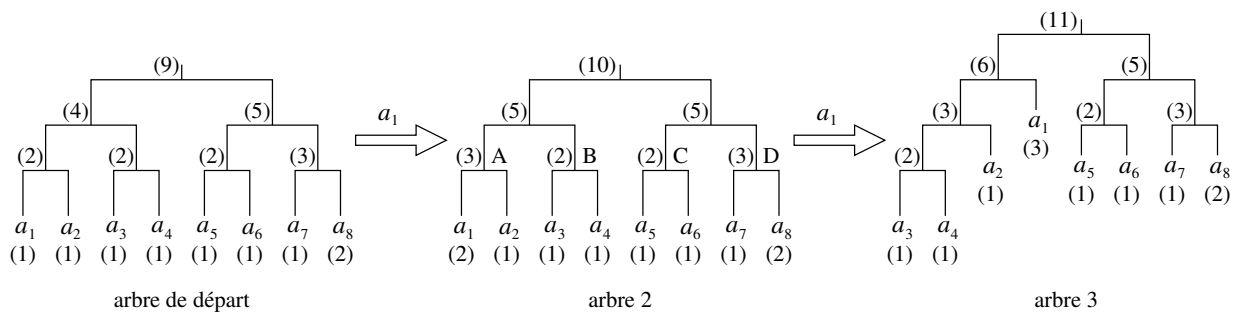 (11)
(9) (10) (6) (5)
(4) (5) a₁ (5) (5) a₁ (3) a₁ (3) (2) (3)
(2) (2) (2) (3) (3) A (2) B (2) C (3) D (2) a₂ (1) a₅ (1) a₆ (1) a₇ (1) a₈ (2)
a₁ a₂ a₃ a₄ a₅ a₆ a₇ a₈ a₁ a₂ a₃ a₄ a₅ a₆ a₇ a₈ a₃ a₄
(1) (1) (1) (1) (1) (1) (1) (2) (2) (1) (1) (1) (1) (1) (1) (2) (1) (1)
arbre de départ arbre 2 arbre 3